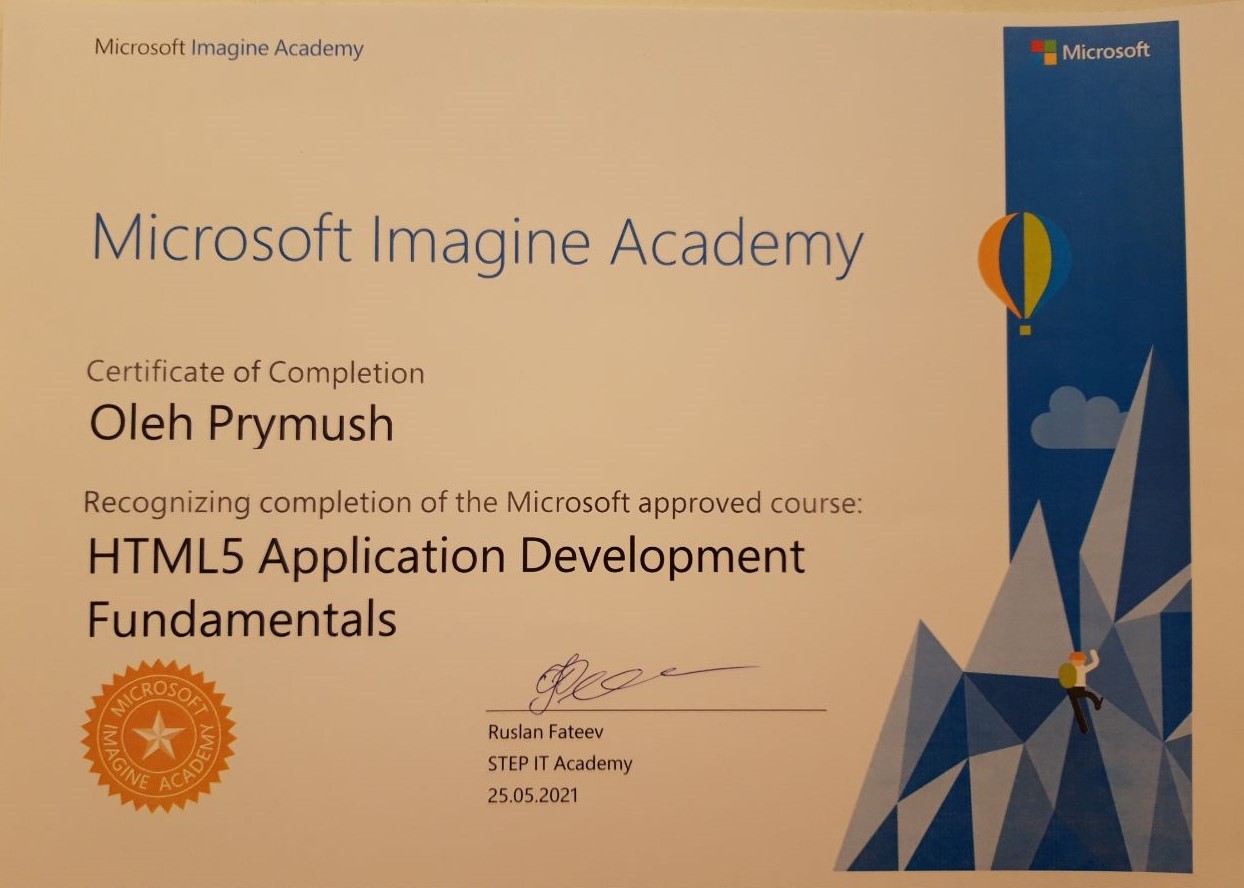 Microsoft Imagine Academy
Microsoft
Microsoft Imagine Academy
Certificate of Completion
Oleh Prymush
Recognizing completion of the Microsoft approved course:
HTML5 Application Development
Fundamentals
MICROSOFT
IMAGINE ACADEMY
Ruslan Fateev
STEP IT Academy
25.05.2021